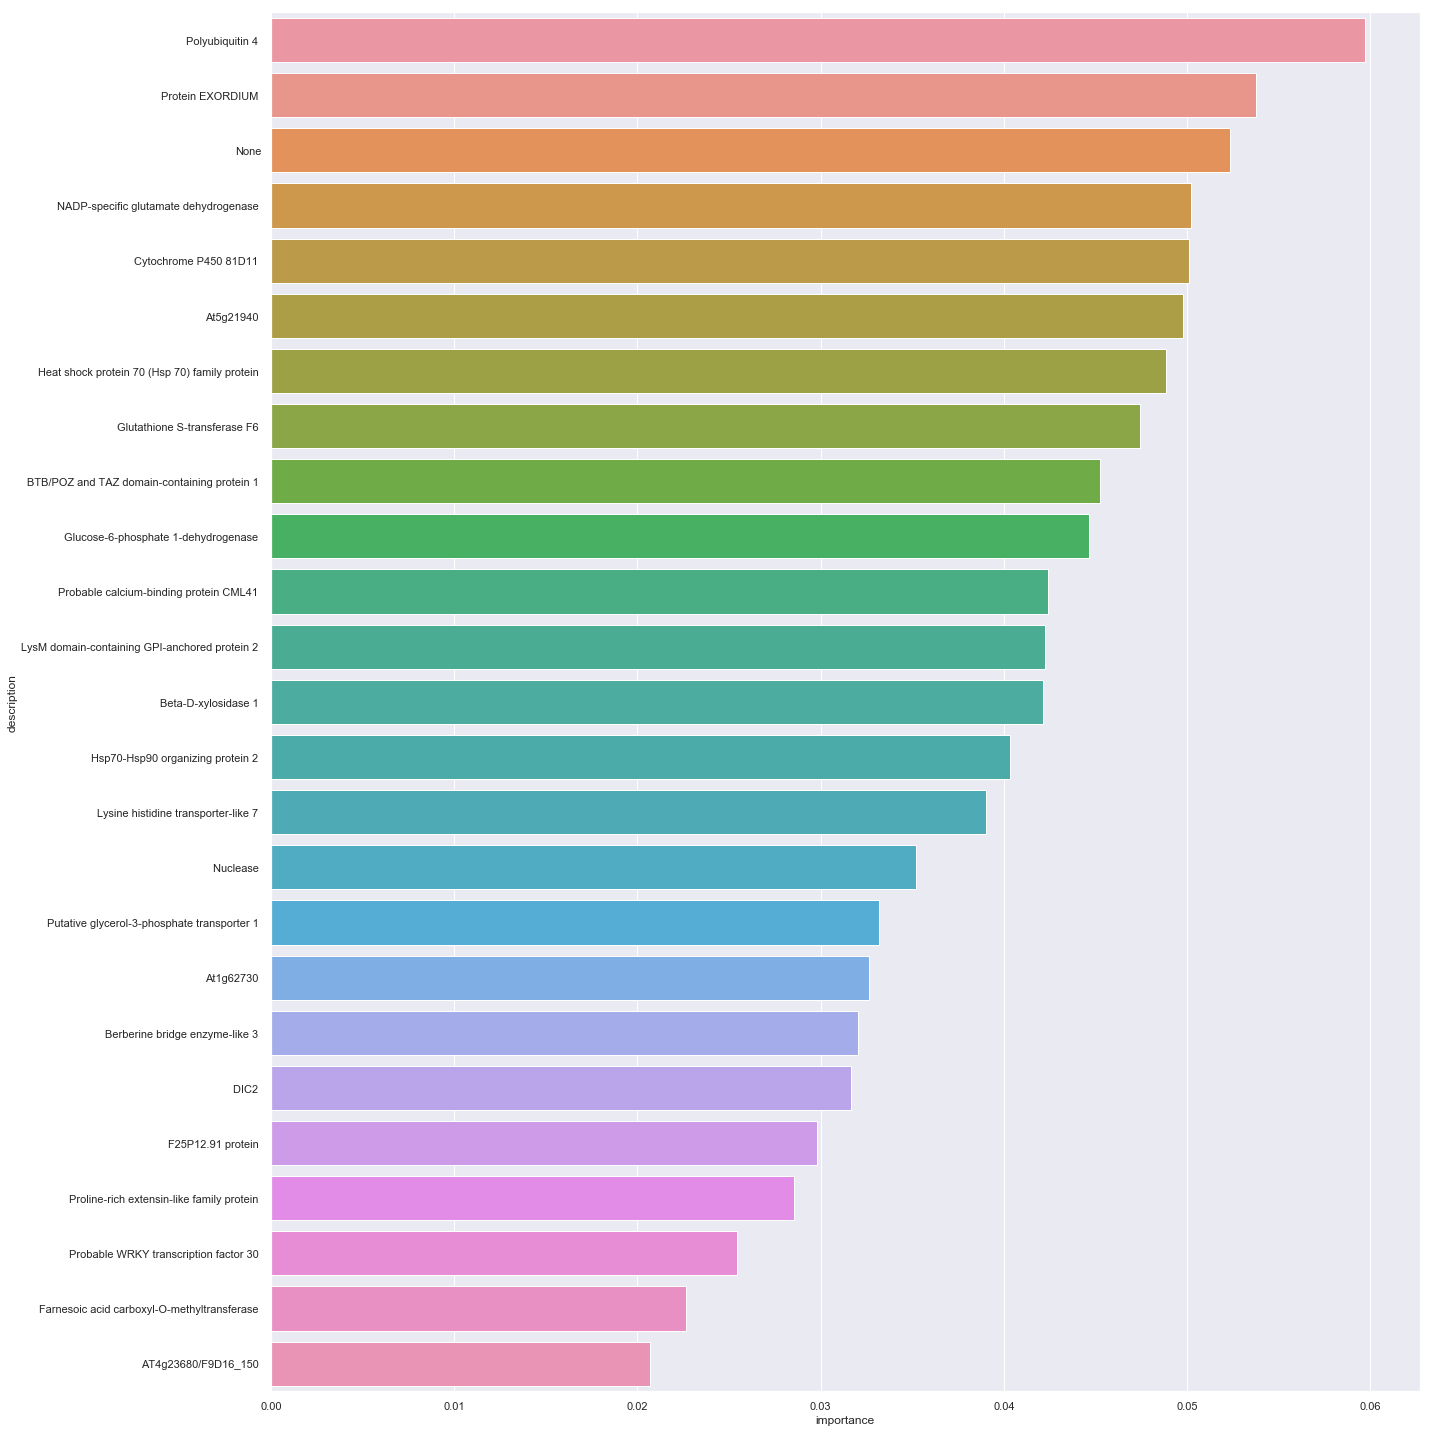 Polyubiquitin 4
Protein EXORDIUM
None
NADP-specific glutamate dehydrogenase
Cytochrome P450 81D11
At5g21940
Heat shock protein 70 (Hsp 70) family protein
Glutathione S-transferase F6
BTB/POZ and TAZ domain-containing protein 1
Glucose-6-phosphate 1-dehydrogenase
Probable calcium-binding protein CML41
LysM domain-containing GPI-anchored protein 2
Beta-D-xylosidase 1
Hsp70-Hsp90 organizing protein 2
Lysine histidine transporter-like 7
Nuclease
Putative glycerol-3-phosphate transporter 1
At1g62730
Berberine bridge enzyme-like 3
DIC2
F25P12.91 protein
Proline-rich extensin-like family protein
Probable WRKY transcription factor 30
Farnesoic acid carboxyl-O-methyltransferase
AT4g23680/F9D16_150
description
0.00 0.01 0.02 0.03 0.04 0.05 0.06
importance